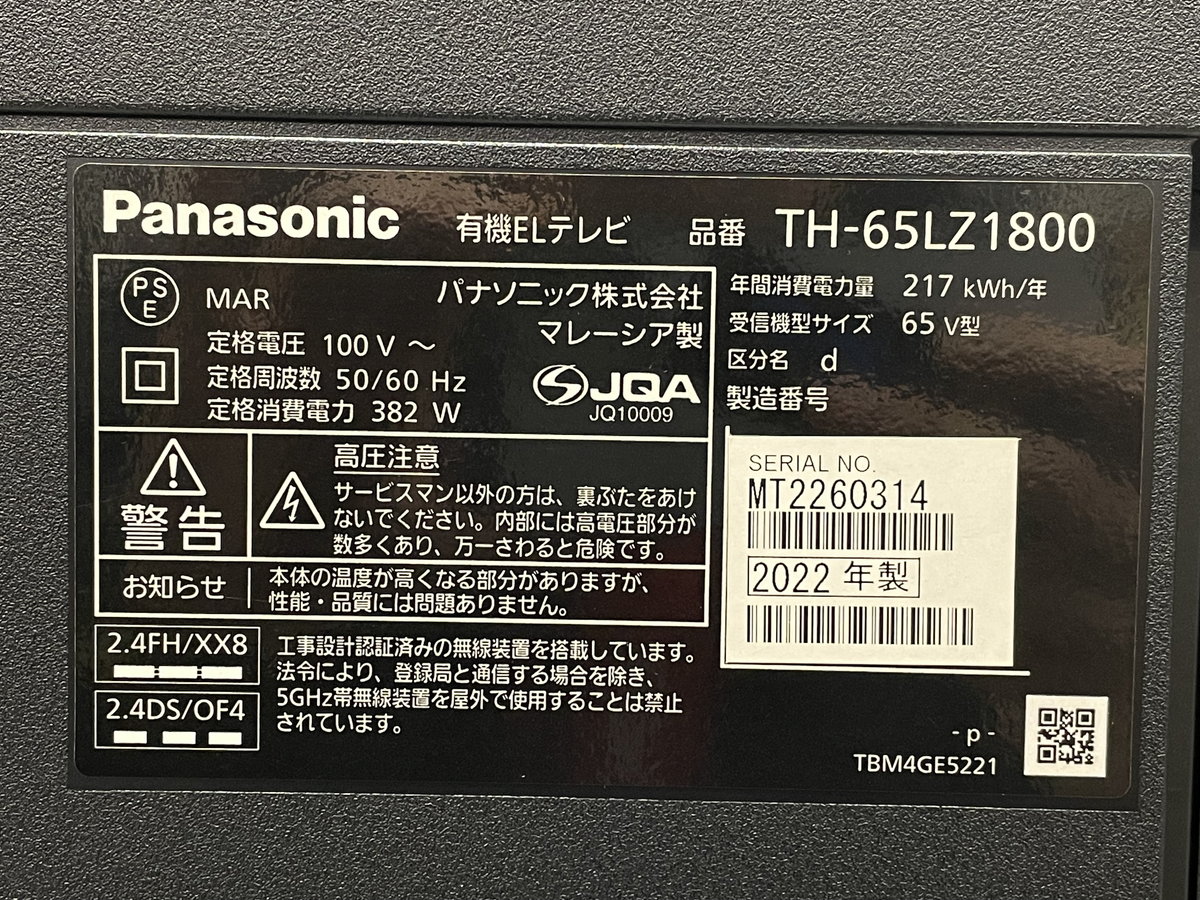 Panasonic 有機ELテレビ 品番 TH-65LZ1800
PS
E
MAR
パナソニック株式会社
マレーシア製
定格電圧 100 V ～
定格周波数 50/60 Hz
定格消費電力 382 W
JQA
JQ10009
年間消費電力量 217 kWh/年
受信機型サイズ 65 V型
区分名 d
製造番号
SERIAL NO.
MT2260314
2022 年製
警告
高圧注意
サービスマン以外の方は、裏ぶたをあけ
ないでください。内部には高電圧部分が
数多くあり、万一さわると危険です。
お知らせ
本体の温度が高くなる部分がありますが、
性能・品質には問題ありません。
2.4FH/XX8
2.4DS/OF4
工事設計認証済みの無線装置を搭載しています。
法令により、登録局と通信する場合を除き、
5GHz帯無線装置を屋外で使用することは禁止
されています。
- p -
TBM4GE5221